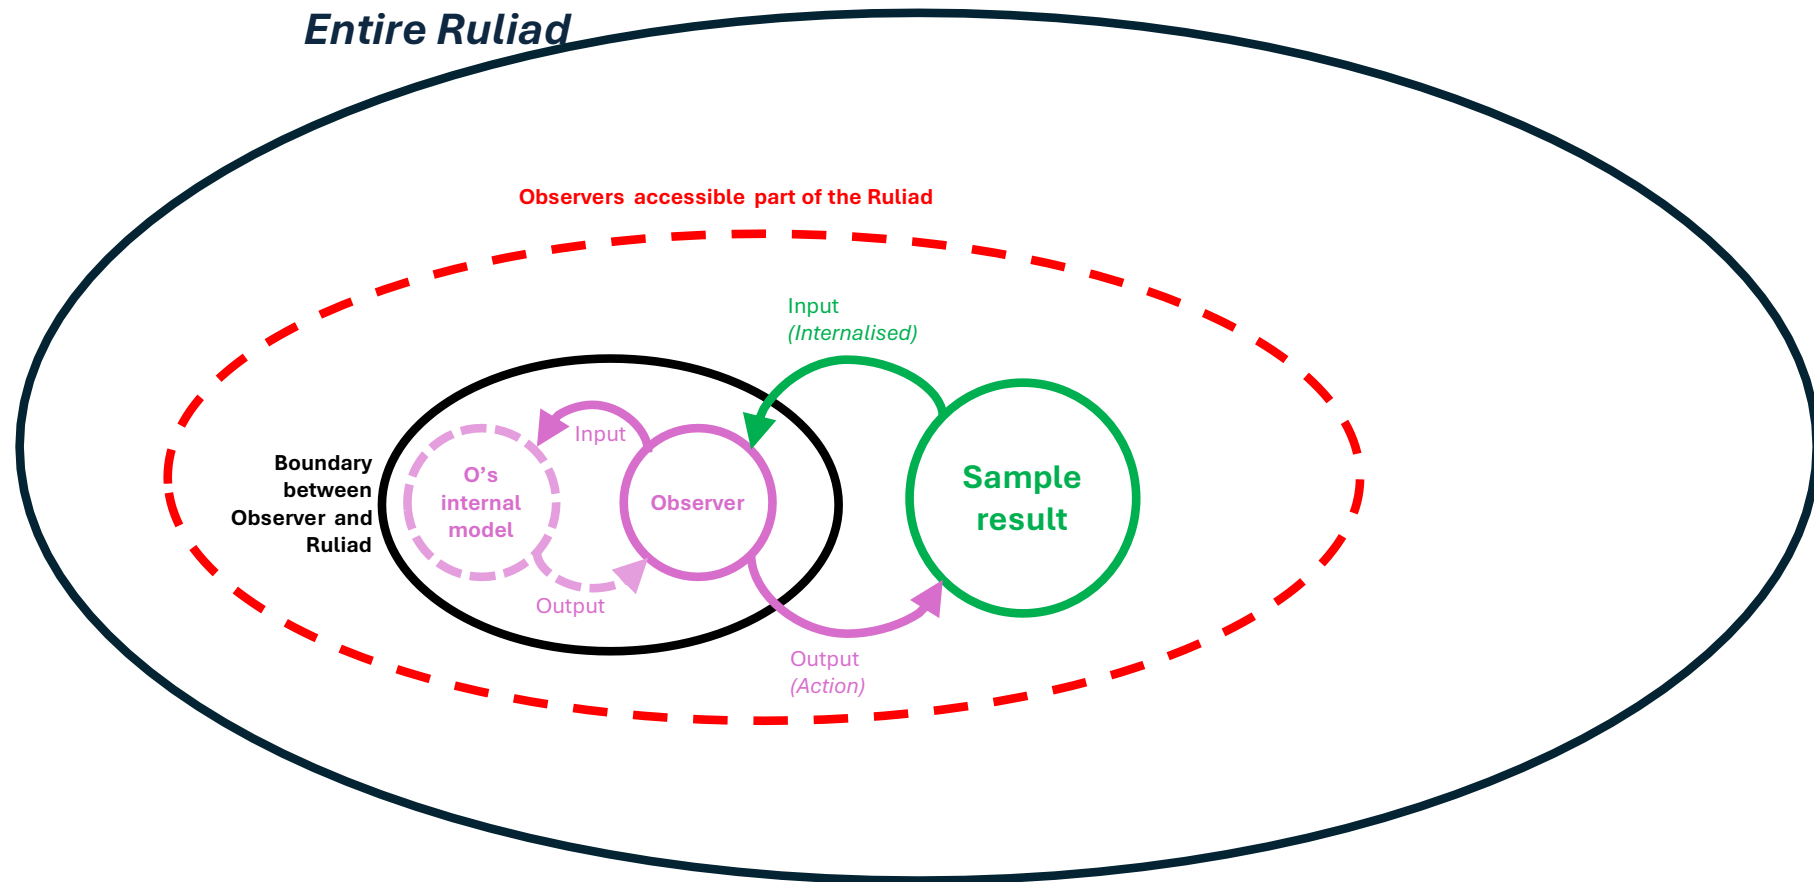 Entire Ruliad
Observers accessible part of the Ruliad
Input
(Internalised)
Input
Boundary
between
Observer and
Ruliad
O’s
internal
model
Observer
Sample
result
Output
Output
(Action)